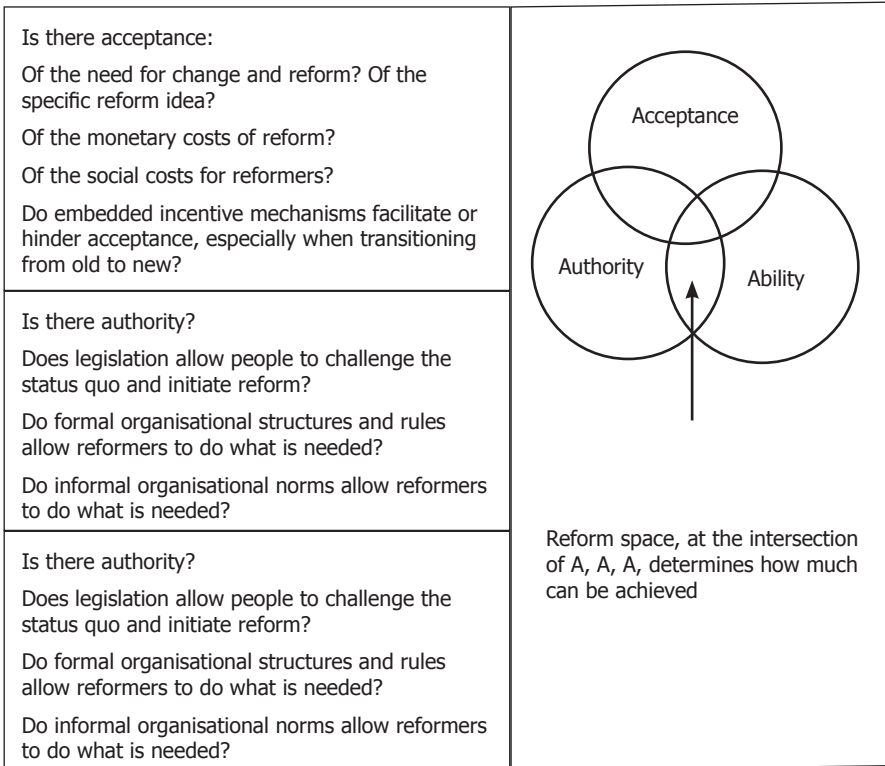 Is there acceptance:
Of the need for change and reform? Of the
specific reform idea?
Of the monetary costs of reform?
Of the social costs for reformers?
Do embedded incentive mechanisms facilitate or
hinder acceptance, especially when transitioning
from old to new?
Is there authority?
Does legislation allow people to challenge the
status quo and initiate reform?
Do formal organisational structures and rules
allow reformers to do what is needed?
Do informal organisational norms allow reformers
to do what is needed?
Is there authority?
Does legislation allow people to challenge the
status quo and initiate reform?
Do formal organisational structures and rules
allow reformers to do what is needed?
Do informal organisational norms allow reformers
to do what is needed?
Acceptance
Authority
Ability
Reform space, at the intersection
of A, A, A, determines how much
can be achieved